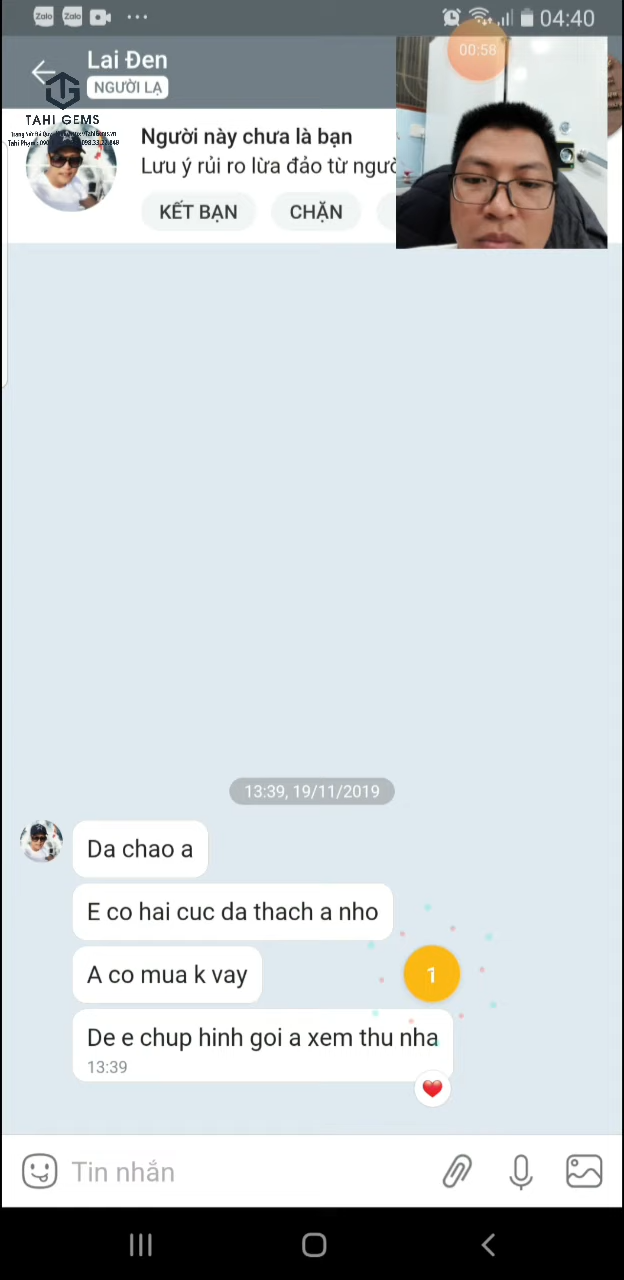 Zalo Zalo 04:40
Lai Đen
NGƯỜI LẠ
00:58
TAHI GEMS
Người này chưa là bạn
Lưu ý rủi ro lừa đảo từ ngườ
KẾT BẠN CHẶN
13:39, 19/11/2019
Da chao a
E co hai cuc da thach a nho
A co mua k vay
1
De e chup hinh goi a xem thu nha
13:39
Tin nhắn